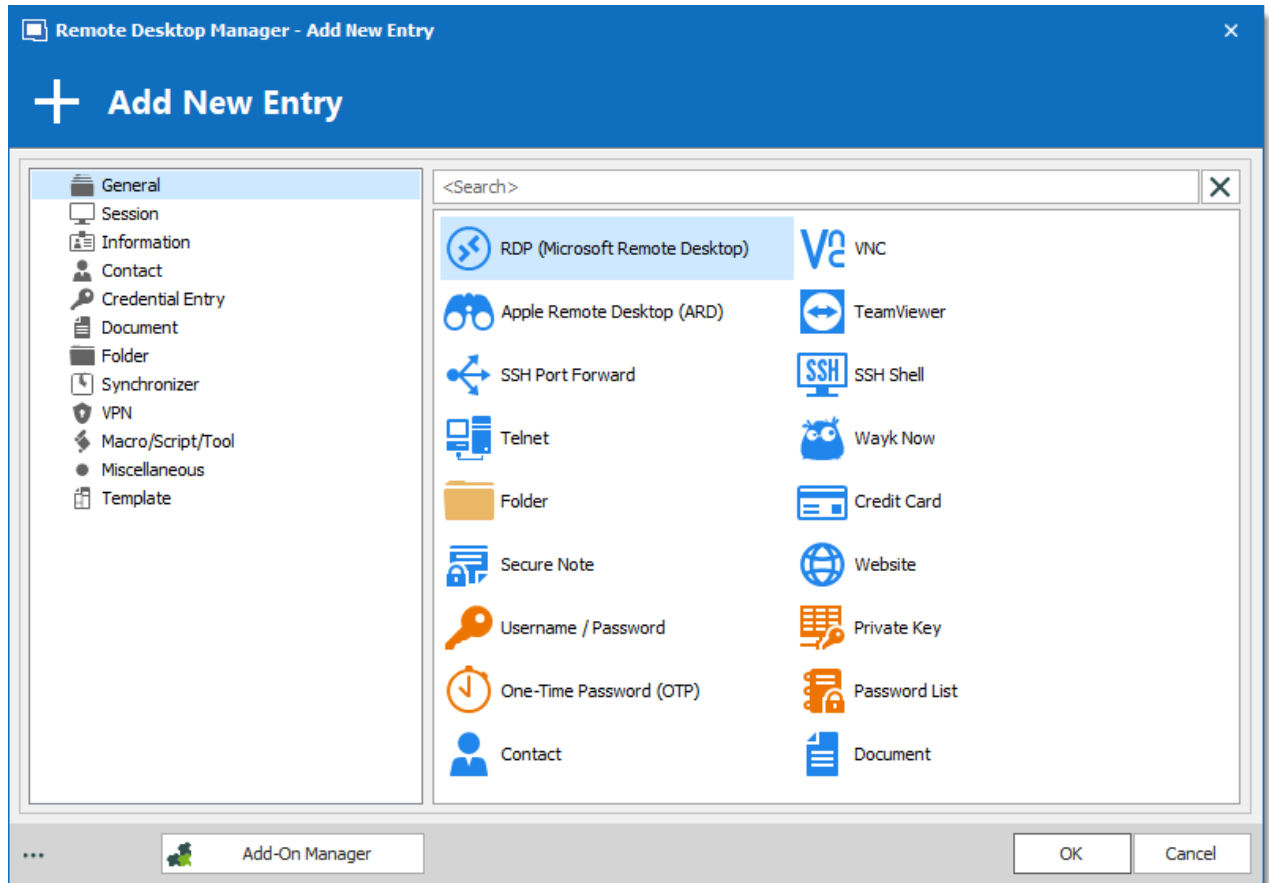 Remote Desktop Manager - Add New Entry
Add New Entry
General
Session
Information
Contact
Credential Entry
Document
Folder
Synchronizer
VPN
Macro/Script/Tool
Miscellaneous
Template
<Search>
RDP (Microsoft Remote Desktop)
VNC
Apple Remote Desktop (ARD)
TeamViewer
SSH Port Forward
SSH
SSH Shell
Telnet
Wayk Now
Folder
Credit Card
Secure Note
Website
Username / Password
Private Key
One-Time Password (OTP)
Password List
Contact
Document
...
Add-On Manager
OK
Cancel